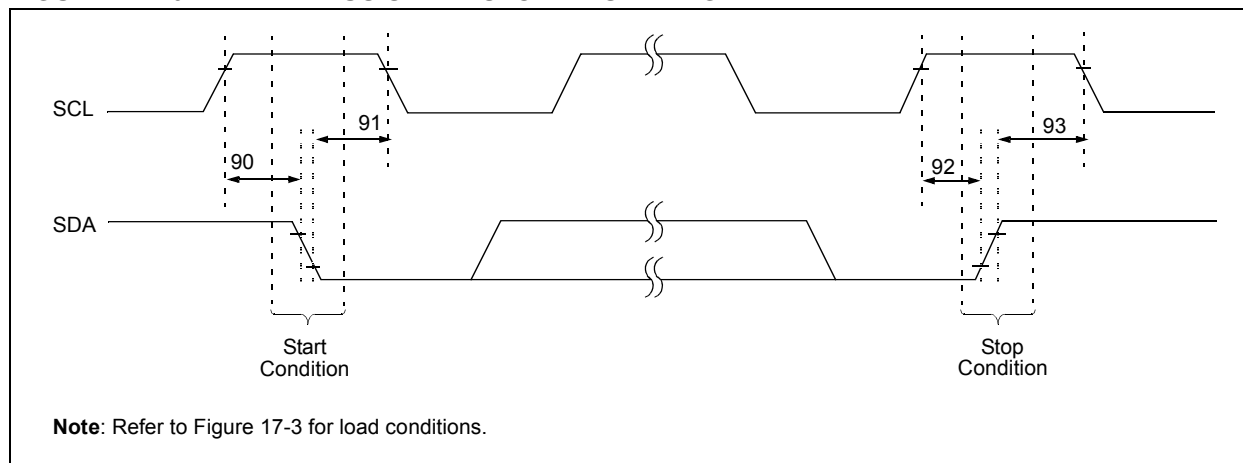 SCL
91
93
90
92
SDA
Start
Condition
Stop
Condition
Note: Refer to Figure 17-3 for load conditions.